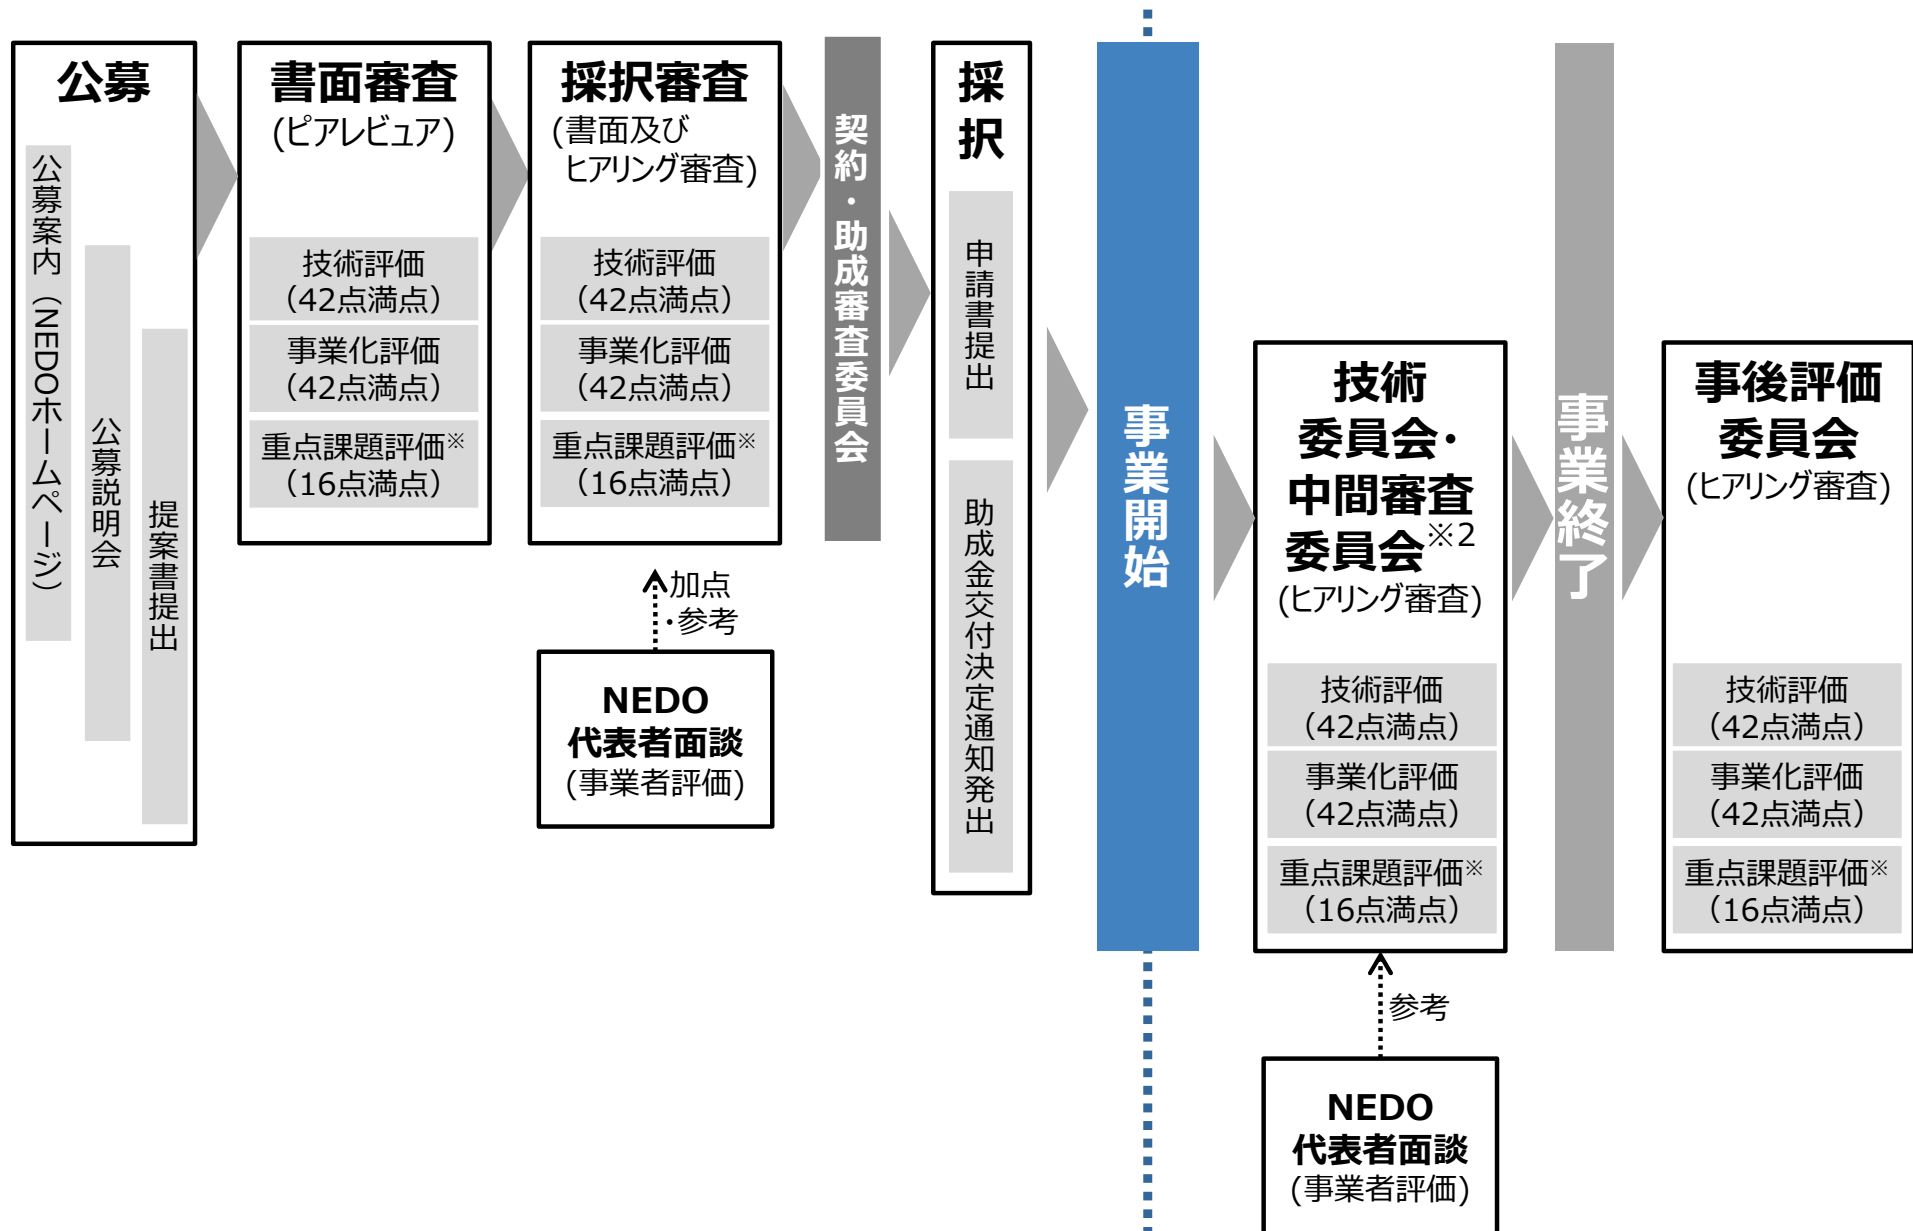 公募
公募案内（NEDOホームページ）
公募説明会
提案書提出
書面審査
(ピアレビュア)
技術評価
（42点満点）
事業化評価
（42点満点）
重点課題評価※
（16点満点）
採択審査
(書面及び
ヒアリング審査)
技術評価
（42点満点）
事業化評価
（42点満点）
重点課題評価※
（16点満点）
加点
・参考
NEDO
代表者面談
(事業者評価)
契約・助成審査委員会
採
択
申請書提出
助成金交付決定通知発出
事業開始
技術
委員会・
中間審査
委員会※2
(ヒアリング審査)
技術評価
（42点満点）
事業化評価
（42点満点）
重点課題評価※
（16点満点）
参考
NEDO
代表者面談
(事業者評価)
事業終了
事後評価
委員会
(ヒアリング審査)
技術評価
（42点満点）
事業化評価
（42点満点）
重点課題評価※
（16点満点）